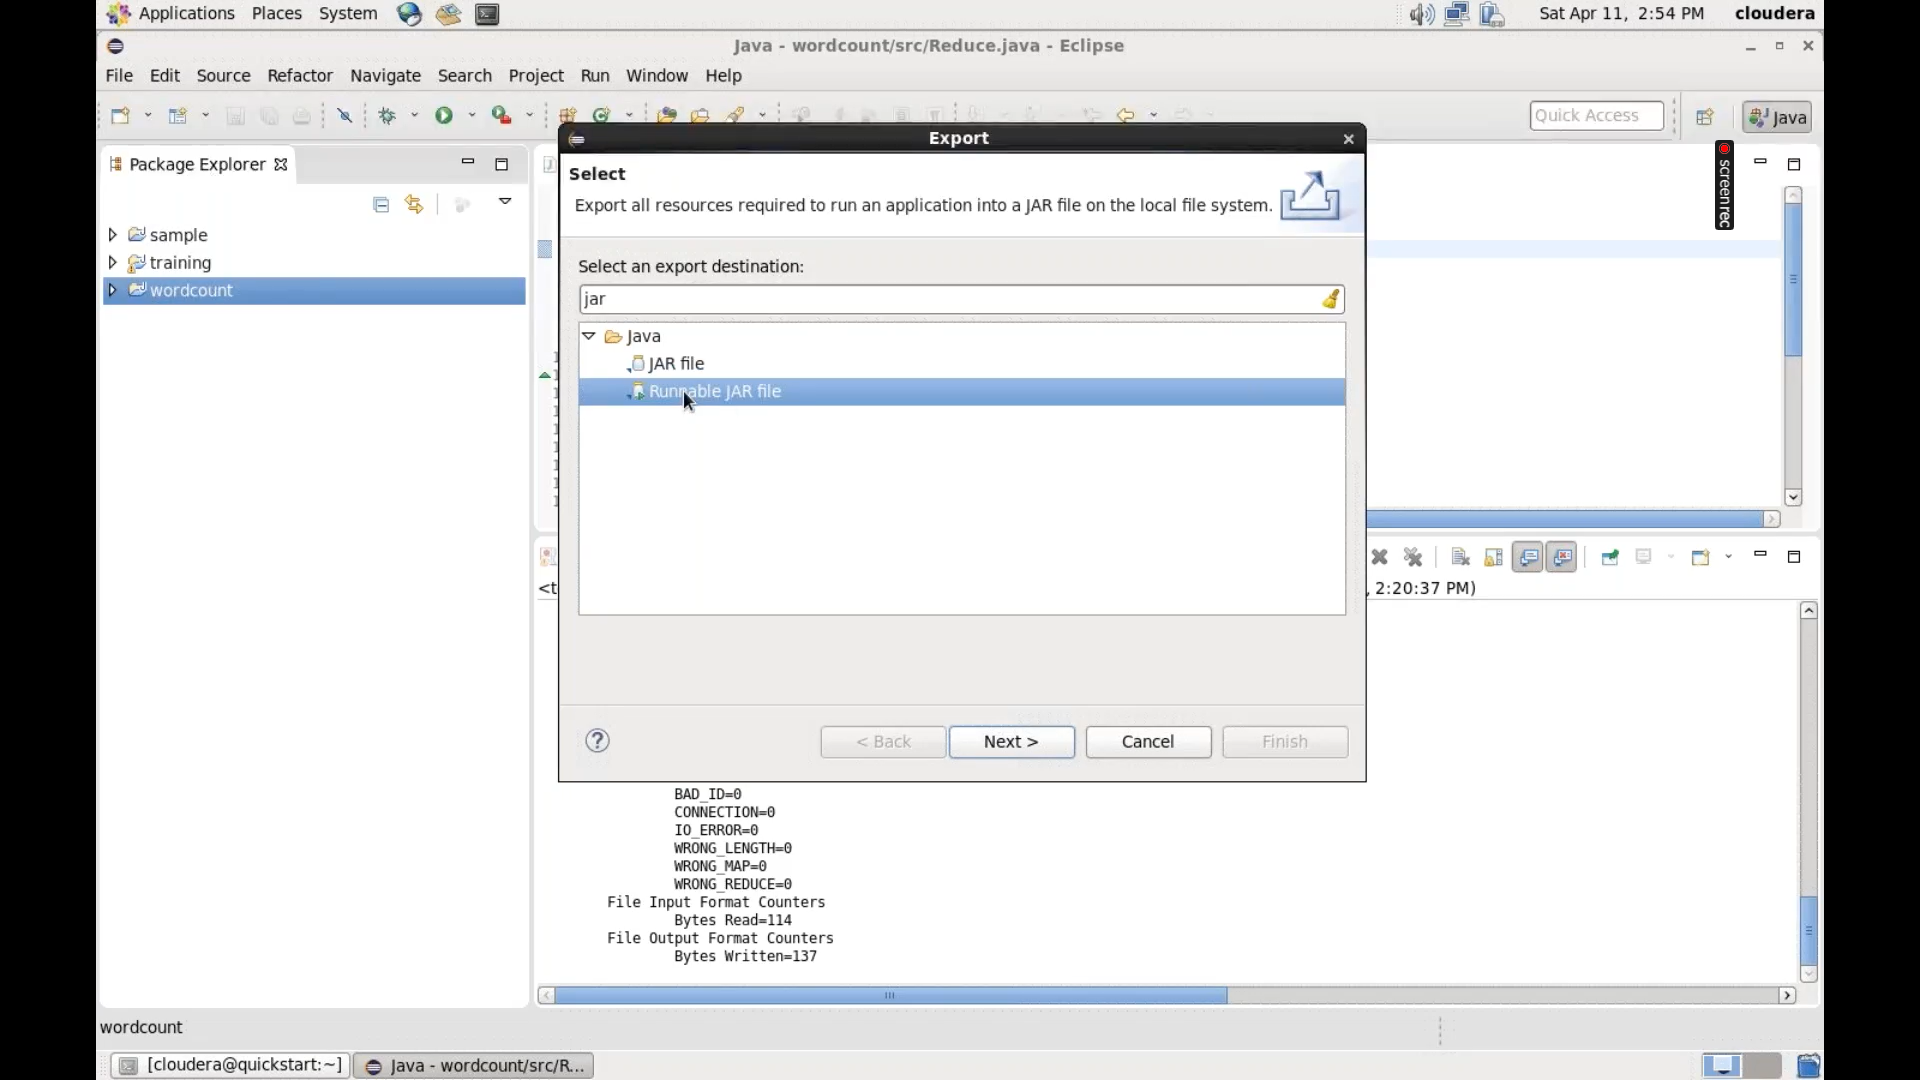 Applications Places System Sat Apr 11, 2:54 PM cloudera
Java - wordcount/src/Reduce.java - Eclipse
File Edit Source Refactor Navigate Search Project Run Window Help
Quick Access Java
Package Explorer
Export
Select
Export all resources required to run an application into a JAR file on the local file system.
screenrec
sample
training
wordcount
Select an export destination:
jar
Java
JAR file
Runnable JAR file
<t , 2:20:37 PM)
< Back Next > Cancel Finish
BAD_ID=0
CONNECTION=0
IO_ERROR=0
WRONG_LENGTH=0
WRONG_MAP=0
WRONG_REDUCE=0
File Input Format Counters
Bytes Read=114
File Output Format Counters
Bytes Written=137
wordcount
[cloudera@quickstart:~] Java - wordcount/src/R...